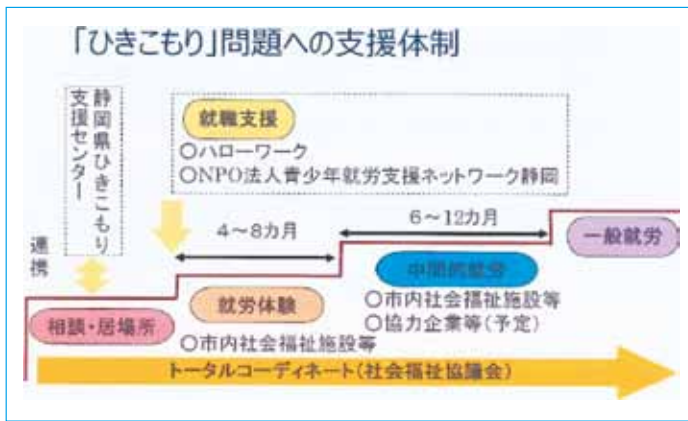 「ひきこもり」問題への支援体制
静岡県ひきこもり
支援センター
就職支援
○ハローワーク
○NPO法人青少年就労支援ネットワーク静岡
連携
4～8カ月
6～12カ月
一般就労
中間的就労
○市内社会福祉施設等
○協力企業等(予定)
就労体験
○市内社会福祉施設等
相談・居場所
トータルコーディネート(社会福祉協議会)